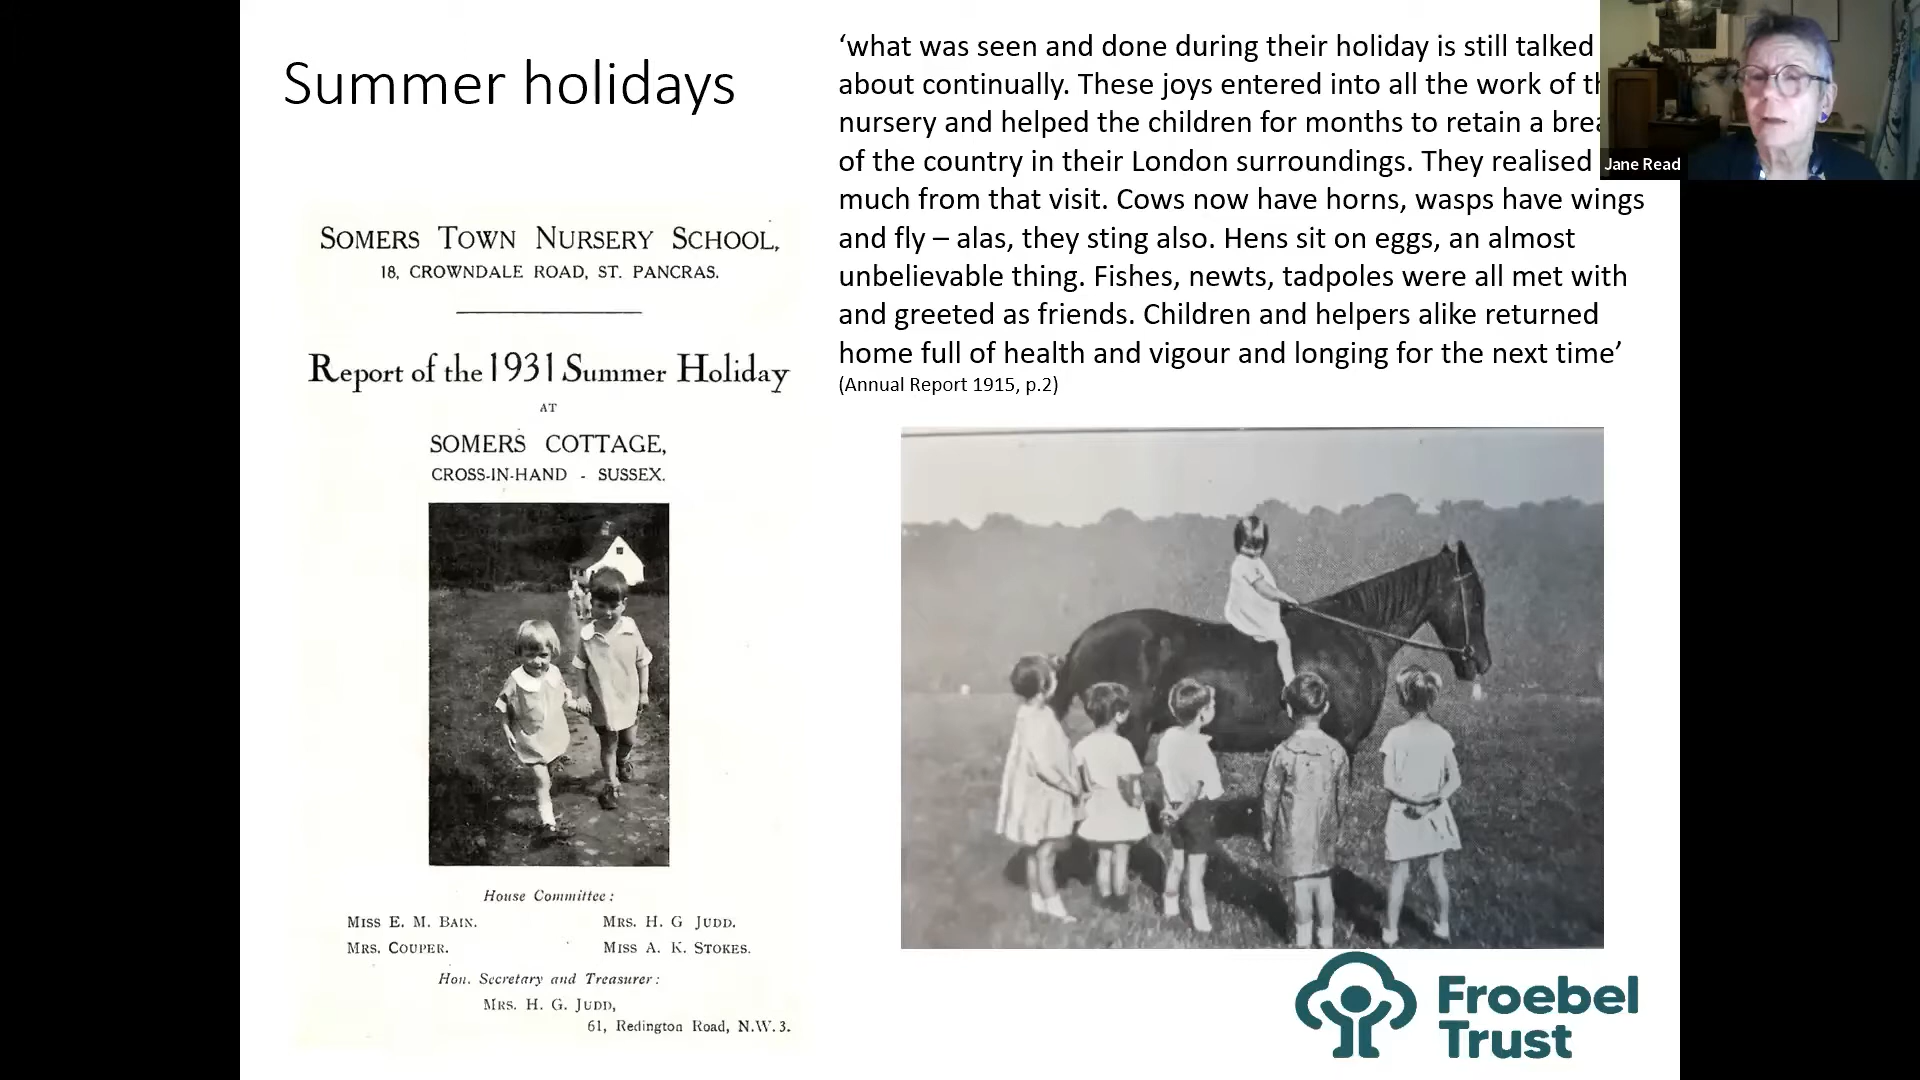 Summer holidays
SOMERS TOWN NURSERY SCHOOL,
18, CROWNDALE ROAD, ST. PANCRAS.
Report of the 1931 Summer Holiday
AT
SOMERS COTTAGE,
CROSS-IN-HAND - SUSSEX.
House Committee:
MISS E. M. BAIN. MRS. H. G JUDD.
MRS. COUPER. MISS A. K. STOKES.
Hon. Secretary and Treasurer:
MRS. H. G. JUDD,
61, Redington Road, N.W.3.
‘what was seen and done during their holiday is still talked
about continually. These joys entered into all the work of
nursery and helped the children for months to retain a
of the country in their London surroundings. They realised
much from that visit. Cows now have horns, wasps have wings
and fly – alas, they sting also. Hens sit on eggs, an almost
unbelievable thing. Fishes, newts, tadpoles were all met with
and greeted as friends. Children and helpers alike returned
home full of health and vigour and longing for the next time’
(Annual Report 1915, p.2)
Jane Read
Froebel
Trust